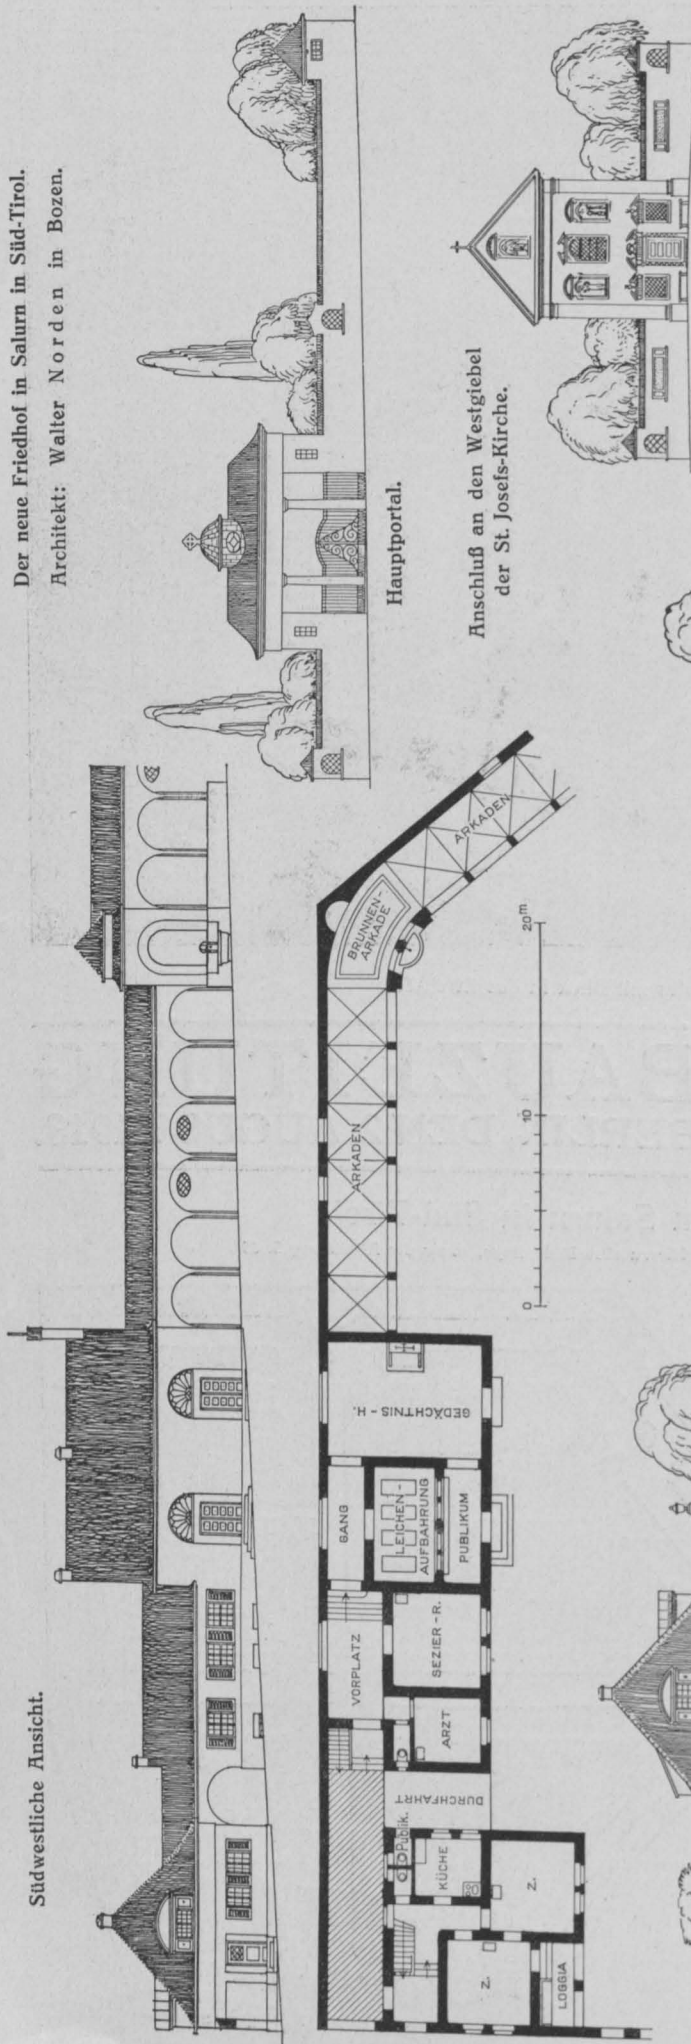 Der neue Friedhof in Salurn in Süd-Tirol.
Architekt: Walter Norden in Bozen.
Hauptportal.
Anschluß an den Westgiebel
der St. Josefs-Kirche.
Südwestliche Ansicht.
LOGGIA
Z.
Z.
KÜCHE
Publik.
DURCHFAHRT
ARZT
VORPLATZ
SEZIER-R.
GANG
LEICHEN-
AUFBAHRUNG
PUBLIKUM
GEDÄCHTNIS-H.
ARKADEN
BRUNNEN-
ARKADE
ARKADEN
0 10 20m